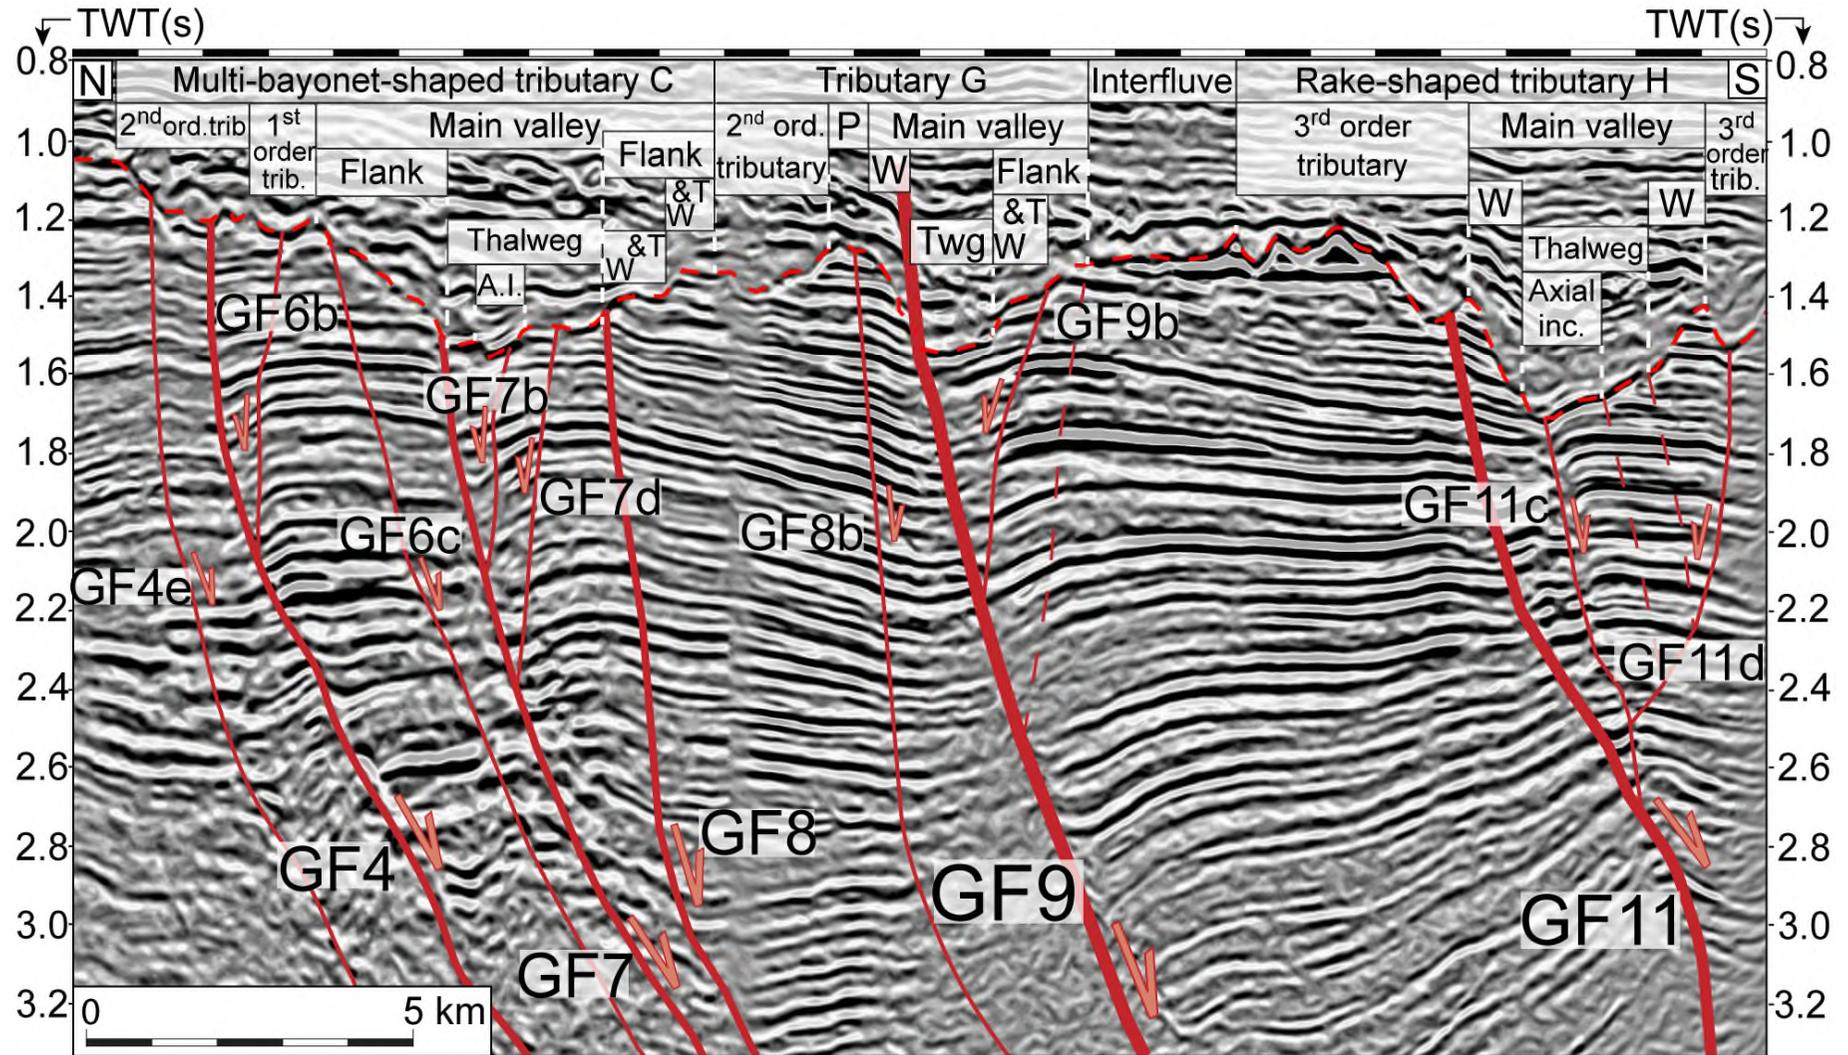 TWT(s)
TWT(s)
0.8
0.8
N
Multi-bayonet-shaped tributary C
Tributary G
Interfluve
Rake-shaped tributary H
S
2nd ord.trib
1st
order
trib.
Main valley
Flank
Flank
&T
W
Thalweg
A.I.
&T
W
2nd ord.
tributary
P
Main valley
W
Flank
&T
W
Twg
3rd order
tributary
Main valley
3rd
order
trib.
W
W
Thalweg
Axial
inc.
1.0
1.0
1.2
1.2
1.4
1.4
1.6
1.6
1.8
1.8
2.0
2.0
2.2
2.2
2.4
2.4
2.6
2.6
2.8
2.8
3.0
3.0
3.2
3.2
GF6b
GF9b
GF7b
GF7d
GF11c
GF6c
GF8b
GF4e
GF11d
GF8
GF4
GF9
GF11
GF7
0
5 km